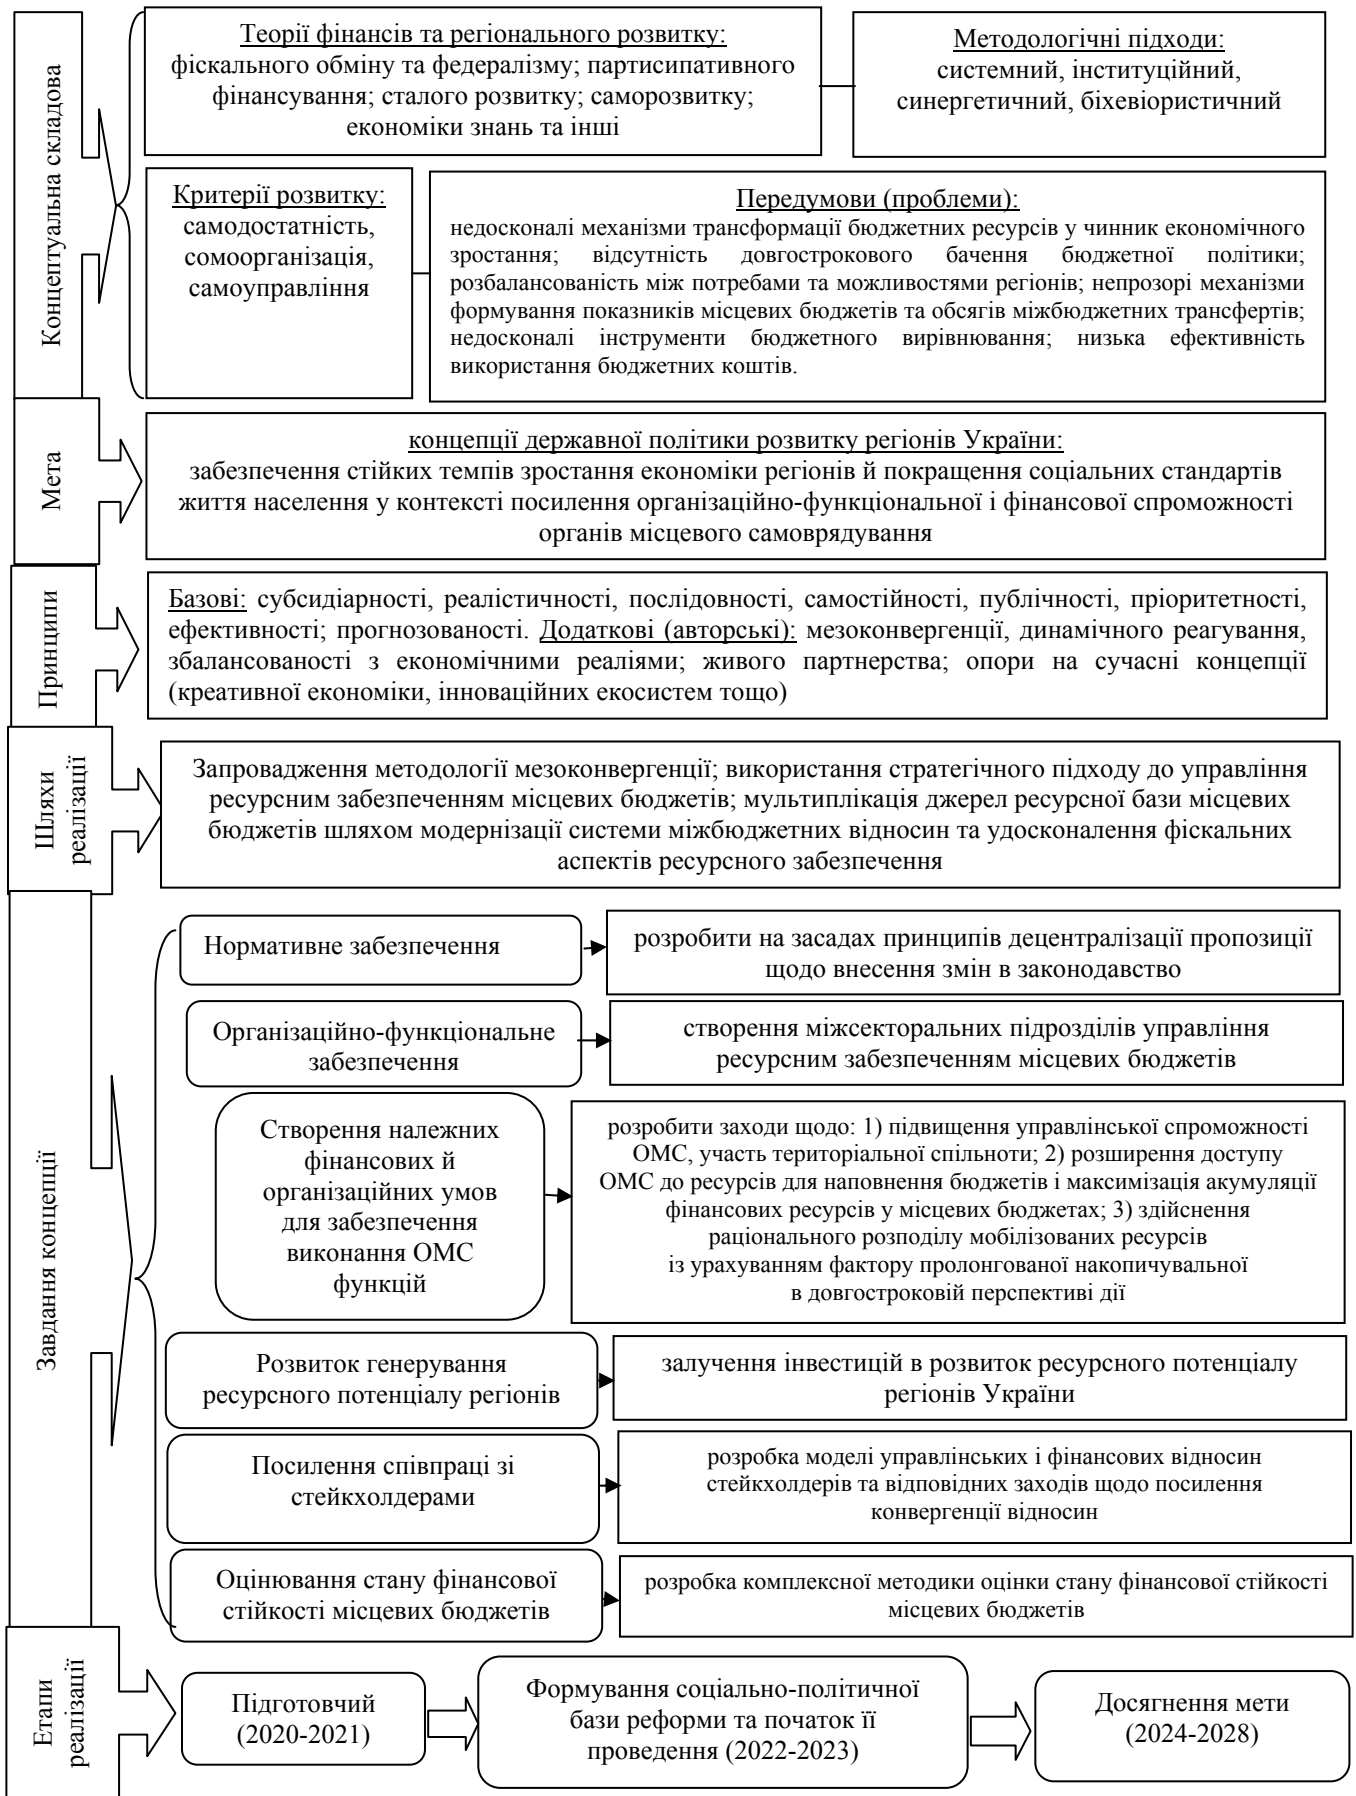 Концептуальна складова
Теорії фінансів та регіонального розвитку:
фіскального обміну та федералізму; партисипативного
фінансування; сталого розвитку; саморозвитку;
економіки знань та інші
Методологічні підходи:
системний, інституційний,
синергетичний, біхевіористичний
Критерії розвитку:
самодостатність,
сомоорганізація,
самоуправління
Передумови (проблеми):
недосконалі механізми трансформації бюджетних ресурсів у чинник економічного
зростання; відсутність довгострокового бачення бюджетної політики;
розбалансованість між потребами та можливостями регіонів; непрозорі механізми
формування показників місцевих бюджетів та обсягів міжбюджетних трансфертів;
недосконалі інструменти бюджетного вирівнювання; низька ефективність
використання бюджетних коштів.
Мета
концепції державної політики розвитку регіонів України:
забезпечення стійких темпів зростання економіки регіонів й покращення соціальних стандартів
життя населення у контексті посилення організаційно-функціональної і фінансової спроможності
органів місцевого самоврядування
Принципи
Базові: субсидіарності, реалістичності, послідовності, самостійності, публічності, пріоритетності,
ефективності; прогнозованості. Додаткові (авторські): мезоконвергенції, динамічного реагування,
збалансованості з економічними реаліями; живого партнерства; опори на сучасні концепції
(креативної економіки, інноваційних екосистем тощо)
Шляхи
реалізації
Запровадження методології мезоконвергенції; використання стратегічного підходу до управління
ресурсним забезпеченням місцевих бюджетів; мультиплікація джерел ресурсної бази місцевих
бюджетів шляхом модернізації системи міжбюджетних відносин та удосконалення фіскальних
аспектів ресурсного забезпечення
Завдання концепції
Нормативне забезпечення
розробити на засадах принципів децентралізації пропозиції
щодо внесення змін в законодавство
Організаційно-функціональне
забезпечення
створення міжсекторальних підрозділів управління
ресурсним забезпеченням місцевих бюджетів
Створення належних
фінансових й
організаційних умов
для забезпечення
виконання ОМС
функцій
розробити заходи щодо: 1) підвищення управлінської спроможності
ОМС, участь територіальної спільноти; 2) розширення доступу
ОМС до ресурсів для наповнення бюджетів і максимізація акумуляції
фінансових ресурсів у місцевих бюджетах; 3) здійснення
раціонального розподілу мобілізованих ресурсів
із урахуванням фактору пролонгованої накопичувальної
в довгостроковій перспективі дії
Розвиток генерування
ресурсного потенціалу регіонів
залучення інвестицій в розвиток ресурсного потенціалу
регіонів України
Посилення співпраці зі
стейкхолдерами
розробка моделі управлінських і фінансових відносин
стейкхолдерів та відповідних заходів щодо посилення
конвергенції відносин
Оцінювання стану фінансової
стійкості місцевих бюджетів
розробка комплексної методики оцінки стану фінансової стійкості
місцевих бюджетів
Етапи
реалізації
Підготовчий
(2020-2021)
Формування соціально-політичної
бази реформи та початок її
проведення (2022-2023)
Досягнення мети
(2024-2028)